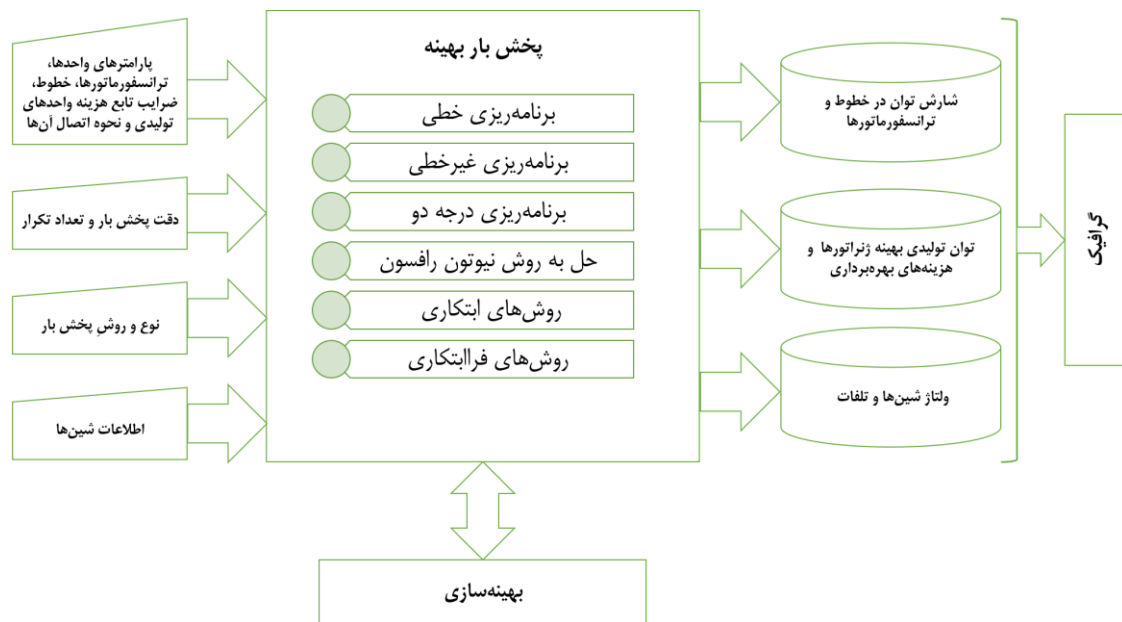 پخش بار بهینه
پارامترهای واحدها،
ترانسفورماتورها، خطوط،
ضرایب تابع هزینه واحدهای
تولیدی و نحوه اتصال آن‌ها
دقت پخش بار و تعداد تکرار
نوع و روش پخش بار
اطلاعات شین‌ها
برنامه‌ریزی خطی
برنامه‌ریزی غیرخطی
برنامه‌ریزی درجه دو
حل به روش نیوتون رافسون
روش‌های ابتکاری
روش‌های فراابتکاری
شارش توان در خطوط و
ترانسفورماتورها
توان تولیدی بهینه ژنراتورها و
هزینه‌های بهره‌برداری
ولتاژ شین‌ها و تلفات
گرافیک
بهینه‌سازی